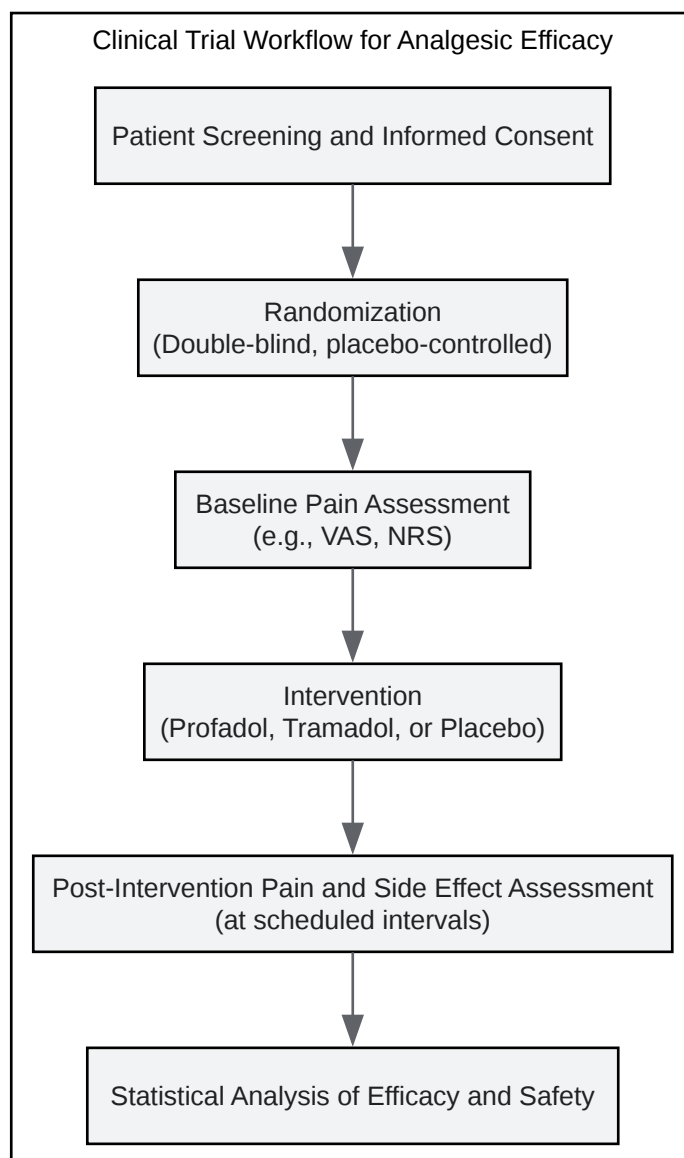 Clinical Trial Workflow for Analgesic Efficacy
Patient Screening and Informed Consent
Randomization
(Double-blind, placebo-controlled)
Baseline Pain Assessment
(e.g., VAS, NRS)
Intervention
(Profadol, Tramadol, or Placebo)
Post-Intervention Pain and Side Effect Assessment
(at scheduled intervals)
Statistical Analysis of Efficacy and Safety